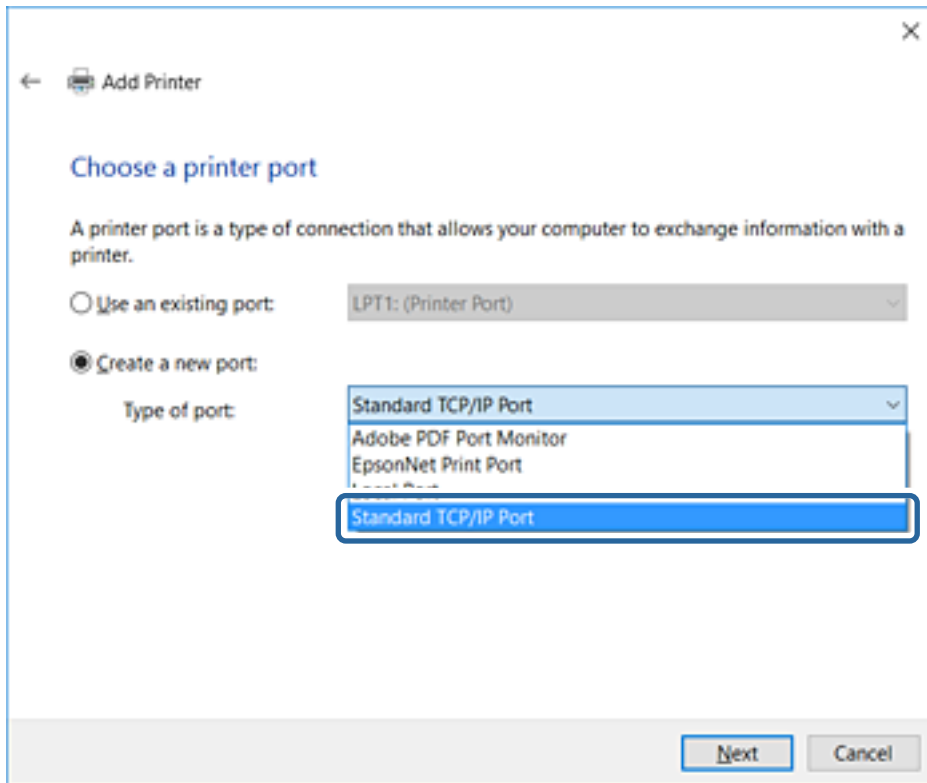 Add Printer
Choose a printer port
A printer port is a type of connection that allows your computer to exchange information with a
printer.
Use an existing port: LPT1: (Printer Port)
Create a new port:
Type of port: Standard TCP/IP Port
Adobe PDF Port Monitor
EpsonNet Print Port
Local Port
Standard TCP/IP Port
Next Cancel